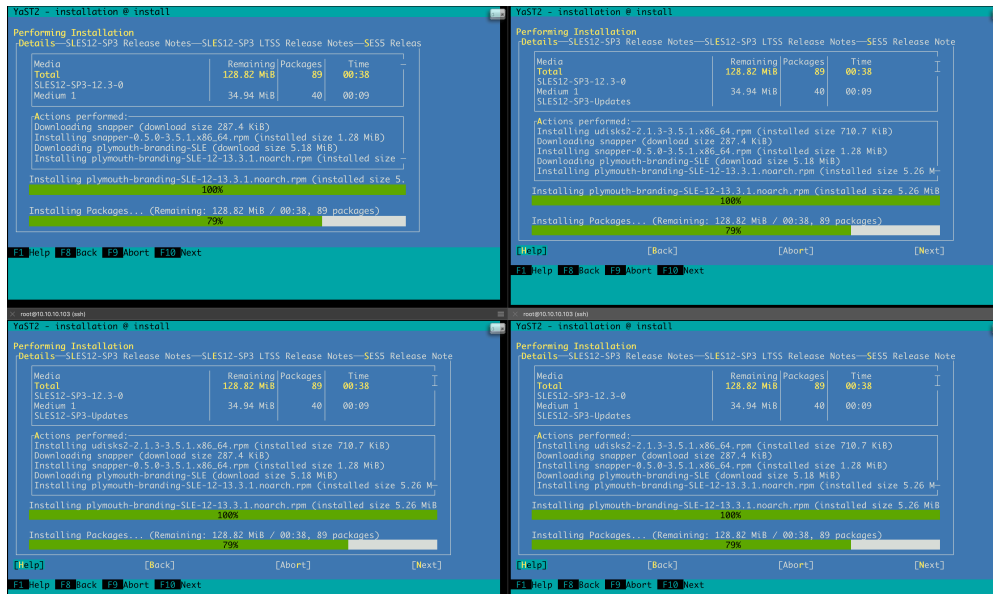 YaST2 - installation @ install
Performing Installation
Details—SLES12-SP3 Release Notes—SLES12-SP3 LTSS Release Notes—SES5 Releas
Media Remaining Packages Time
Total 128.82 MiB 89 00:38
SLES12-SP3-12.3-0
Medium 1 34.94 MiB 40 00:09
Actions performed:
Downloading snapper (download size 287.4 KiB)
Installing snapper-0.5.0-3.5.1.x86_64.rpm (installed size 1.28 MiB)
Downloading plymouth-branding-SLE (download size 5.18 MiB)
Installing plymouth-branding-SLE-12-13.3.1.noarch.rpm (installed size
Installing plymouth-branding-SLE-12-13.3.1.noarch.rpm (installed size 5.
100%
Installing Packages... (Remaining: 128.82 MiB / 00:38, 89 packages)
79%
F1 Help F8 Back F9 Abort F10 Next
YaST2 - installation @ install
Performing Installation
Details—SLES12-SP3 Release Notes—SLES12-SP3 LTSS Release Notes—SES5 Release Note
Media Remaining Packages Time
Total 128.82 MiB 89 00:38
SLES12-SP3-12.3-0
Medium 1 34.94 MiB 40 00:09
SLES12-SP3-Updates
Actions performed:
Installing udisks2-2.1.3-3.5.1.x86_64.rpm (installed size 710.7 KiB)
Downloading snapper (download size 287.4 KiB)
Installing snapper-0.5.0-3.5.1.x86_64.rpm (installed size 1.28 MiB)
Downloading plymouth-branding-SLE (download size 5.18 MiB)
Installing plymouth-branding-SLE-12-13.3.1.noarch.rpm (installed size 5.26 M
Installing plymouth-branding-SLE-12-13.3.1.noarch.rpm (installed size 5.26 MiB
100%
Installing Packages... (Remaining: 128.82 MiB / 00:38, 89 packages)
79%
[Help] [Back] [Abort] [Next]
F1 Help F8 Back F9 Abort F10 Next
root@10.10.10.103 (ssh)
YaST2 - installation @ install
Performing Installation
Details—SLES12-SP3 Release Notes—SLES12-SP3 LTSS Release Notes—SES5 Release Note
Media Remaining Packages Time
Total 128.82 MiB 89 00:38
SLES12-SP3-12.3-0
Medium 1 34.94 MiB 40 00:09
SLES12-SP3-Updates
Actions performed:
Installing udisks2-2.1.3-3.5.1.x86_64.rpm (installed size 710.7 KiB)
Downloading snapper (download size 287.4 KiB)
Installing snapper-0.5.0-3.5.1.x86_64.rpm (installed size 1.28 MiB)
Downloading plymouth-branding-SLE (download size 5.18 MiB)
Installing plymouth-branding-SLE-12-13.3.1.noarch.rpm (installed size 5.26 M
Installing plymouth-branding-SLE-12-13.3.1.noarch.rpm (installed size 5.26 MiB
100%
Installing Packages... (Remaining: 128.82 MiB / 00:38, 89 packages)
79%
[Help] [Back] [Abort] [Next]
F1 Help F8 Back F9 Abort F10 Next
root@10.10.10.103 (ssh)
YaST2 - installation @ install
Performing Installation
Details—SLES12-SP3 Release Notes—SLES12-SP3 LTSS Release Notes—SES5 Release Note
Media Remaining Packages Time
Total 128.82 MiB 89 00:38
SLES12-SP3-12.3-0
Medium 1 34.94 MiB 40 00:09
SLES12-SP3-Updates
Actions performed:
Installing udisks2-2.1.3-3.5.1.x86_64.rpm (installed size 710.7 KiB)
Downloading snapper (download size 287.4 KiB)
Installing snapper-0.5.0-3.5.1.x86_64.rpm (installed size 1.28 MiB)
Downloading plymouth-branding-SLE (download size 5.18 MiB)
Installing plymouth-branding-SLE-12-13.3.1.noarch.rpm (installed size 5.26 M
Installing plymouth-branding-SLE-12-13.3.1.noarch.rpm (installed size 5.26 MiB
100%
Installing Packages... (Remaining: 128.82 MiB / 00:38, 89 packages)
79%
[Help] [Back] [Abort] [Next]
F1 Help F8 Back F9 Abort F10 Next